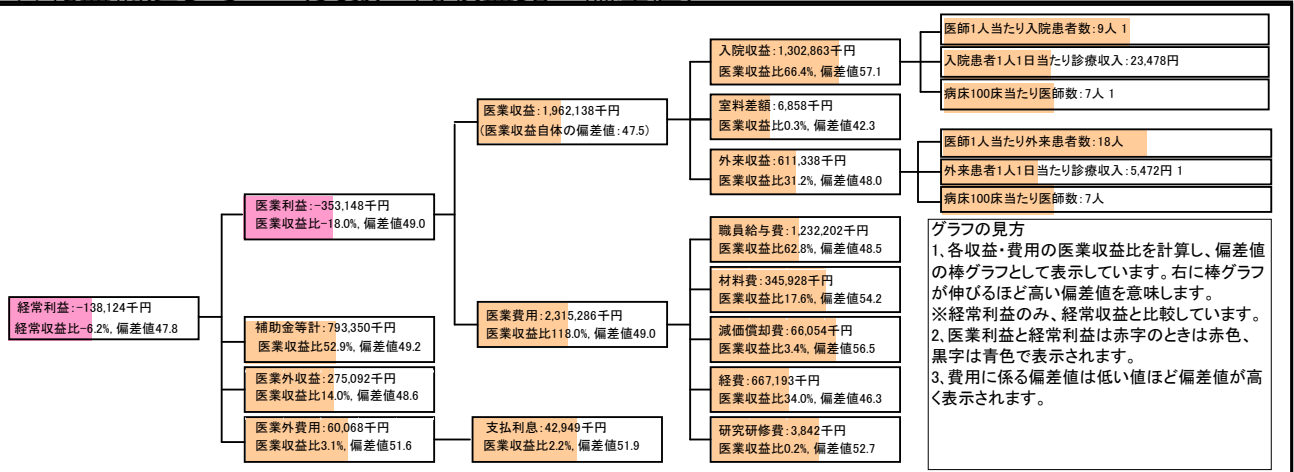 医師1人当たり入院患者数:9人 1
入院収益:1,302,863千円
医業収益比66.4%, 偏差値57.1
入院患者1人1日当たり診療収入:23,478円
病床100床当たり医師数:7人 1
医業収益:1,962,138千円
(医業収益自体の偏差値:47.5)
室料差額:6,858千円
医業収益比0.3%, 偏差値42.3
医師1人当たり外来患者数:18人
外来収益:611,338千円
医業収益比31.2%, 偏差値48.0
外来患者1人1日当たり診療収入:5,472円 1
病床100床当たり医師数:7人
医業利益:-353,148千円
医業収益比-18.0%, 偏差値49.0
職員給与費:1,232,202千円
医業収益比62.8%, 偏差値48.5
材料費:345,928千円
医業収益比17.6%, 偏差値54.2
経常利益:-138,124千円
経常収益比-6.2%, 偏差値47.8
医業費用:2,315,286千円
医業収益比118.0%, 偏差値49.0
補助金等計:793,350千円
医業収益比52.9%, 偏差値49.2
減価償却費:66,054千円
医業収益比3.4%, 偏差値56.5
医業外収益:275,092千円
医業収益比14.0%, 偏差値48.6
経費:667,193千円
医業収益比34.0%, 偏差値46.3
医業外費用:60,068千円
医業収益比3.1%, 偏差値51.6
支払利息:42,949千円
医業収益比2.2%, 偏差値51.9
研究研修費:3,842千円
医業収益比0.2%, 偏差値52.7
グラフの見方
1、各収益・費用の医業収益比を計算し、偏差値
の棒グラフとして表示しています。右に棒グラフ
が伸びるほど高い偏差値を意味します。
※経常利益のみ、経常収益と比較しています。
2、医業利益と経常利益は赤字のときは赤色、
黒字は青色で表示されます。
3、費用に係る偏差値は低い値ほど偏差値が高
く表示されます。